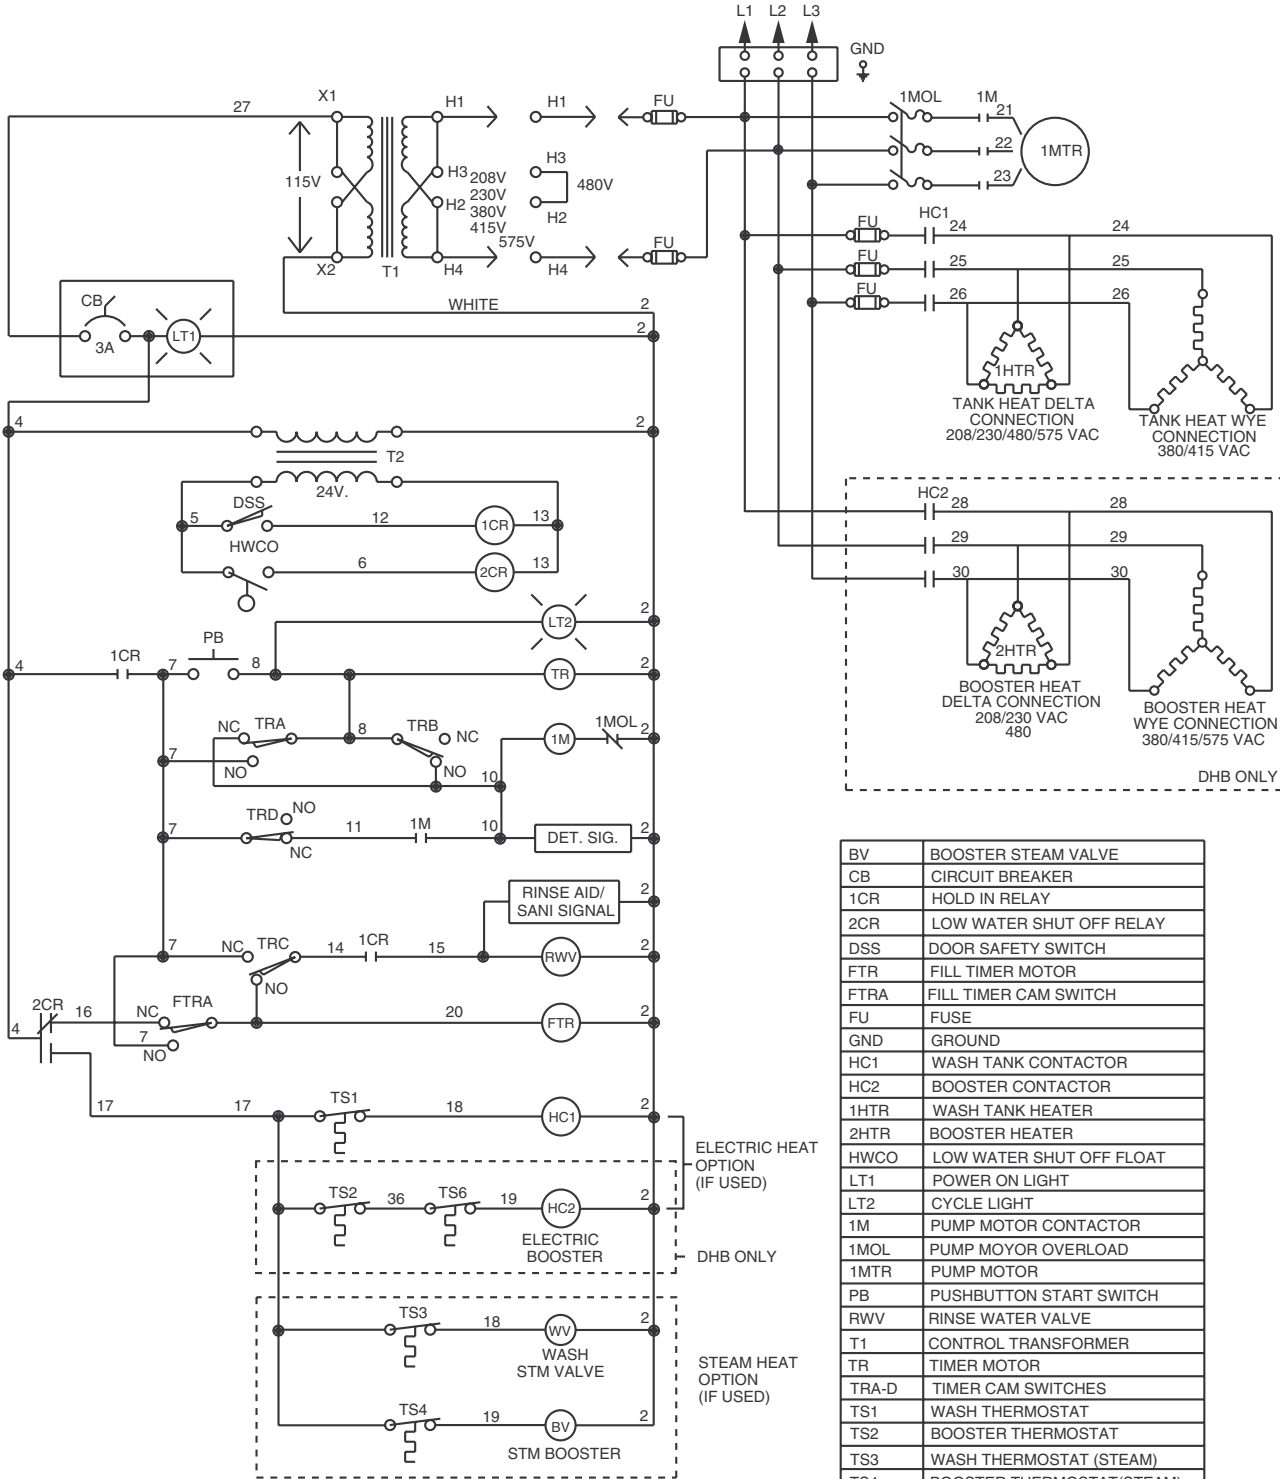 L1 L2 L3
GND
27
X1
H1
H1
FU
1MOL
1M
21
22
23
1MTR
115V
H3
H2
208V
230V
380V
415V
575V
H3
480V
H2
X2
T1
H4
H4
FU
FU
FU
FU
HC1
24
24
25
25
26
26
WHITE
2
2
CB
3A
LT1
1HTR
TANK HEAT DELTA
CONNECTION
208/230/480/575 VAC
TANK HEAT WYE
CONNECTION
380/415 VAC
4
2
T2
24V.
DSS
5
12
1CR
13
HWCO
6
2CR
13
HC2
28
28
29
29
30
30
2HTR
BOOSTER HEAT
DELTA CONNECTION
208/230 VAC
480
BOOSTER HEAT
WYE CONNECTION
380/415/575 VAC
DHB ONLY
LT2
2
4
1CR
7
PB
8
TR
2
NC
TRA
8
TRB
NC
1M
1MOL
2
7
NO
NO
10
7
TRD
NO
NC
11
1M
10
DET. SIG.
2
RINSE AID/
SANI SIGNAL
2
7
NC
TRC
14
1CR
15
RWV
2
NO
2CR
16
NC
FTRA
20
FTR
2
4
7
NO
17
17
TS1
18
HC1
2
ELECTRIC HEAT
OPTION
(IF USED)
TS2
36
TS6
19
HC2
2
ELECTRIC
BOOSTER
DHB ONLY
TS3
18
WV
2
WASH
STM VALVE
STEAM HEAT
OPTION
(IF USED)
TS4
19
BV
2
STM BOOSTER
BV BOOSTER STEAM VALVE
CB CIRCUIT BREAKER
1CR HOLD IN RELAY
2CR LOW WATER SHUT OFF RELAY
DSS DOOR SAFETY SWITCH
FTR FILL TIMER MOTOR
FTRA FILL TIMER CAM SWITCH
FU FUSE
GND GROUND
HC1 WASH TANK CONTACTOR
HC2 BOOSTER CONTACTOR
1HTR WASH TANK HEATER
2HTR BOOSTER HEATER
HWCO LOW WATER SHUT OFF FLOAT
LT1 POWER ON LIGHT
LT2 CYCLE LIGHT
1M PUMP MOTOR CONTACTOR
1MOL PUMP MOYOR OVERLOAD
1MTR PUMP MOTOR
PB PUSHBUTTON START SWITCH
RWV RINSE WATER VALVE
T1 CONTROL TRANSFORMER
TR TIMER MOTOR
TRA-D TIMER CAM SWITCHES
TS1 WASH THERMOSTAT
TS2 BOOSTER THERMOSTAT
TS3 WASH THERMOSTAT (STEAM)